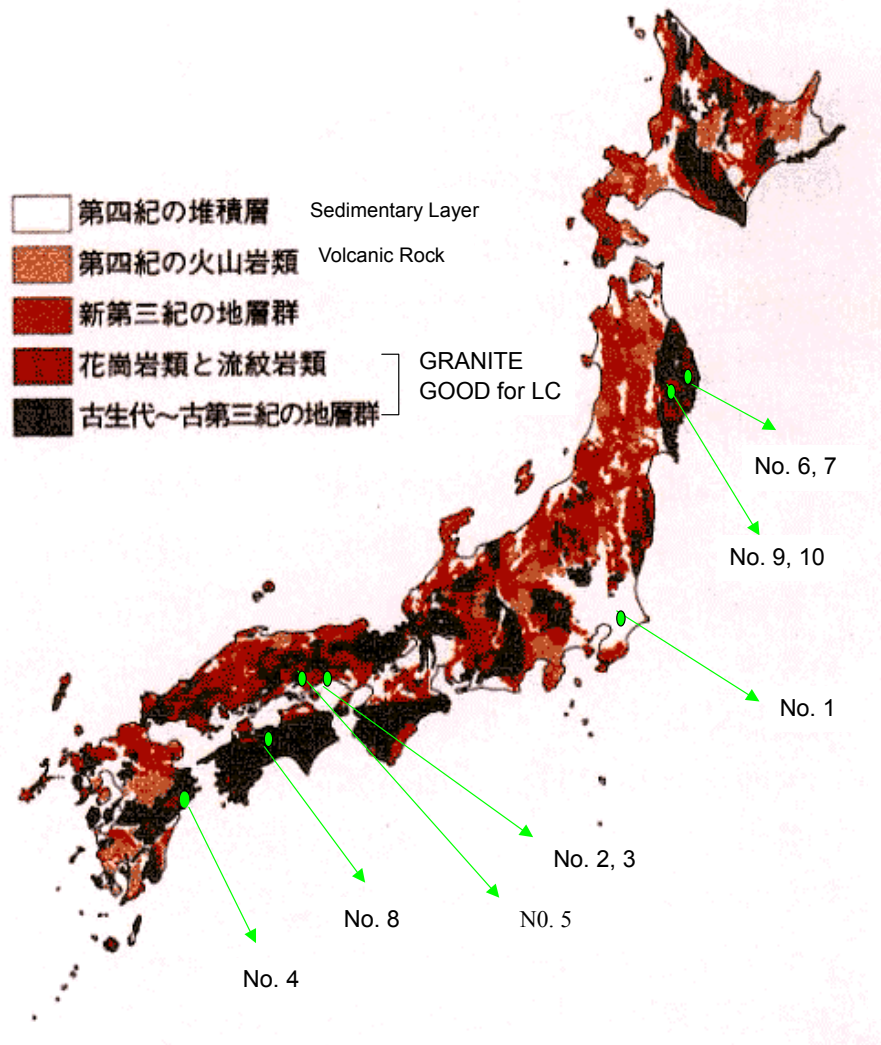 第四紀の堆積層 Sedimentary Layer
第四紀の火山岩類 Volcanic Rock
新第三紀の地層群
花崗岩類と流紋岩類
古生代～古第三紀の地層群
GRANITE
GOOD for LC
No. 6, 7
No. 9, 10
No. 1
No. 2, 3
No. 8
N0. 5
No. 4